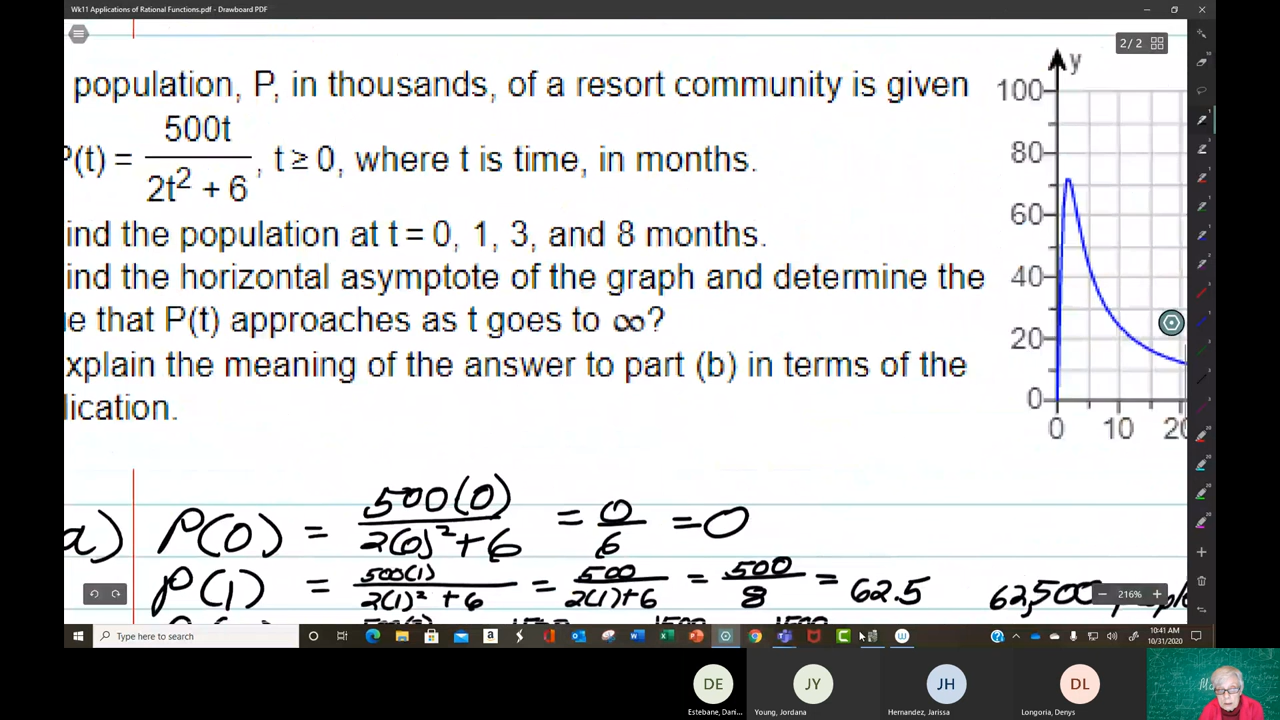 Wk11 Applications of Rational Functions.pdf - Drawboard PDF
2/2
population, P, in thousands, of a resort community is given
P(t) = 500t / 2t² + 6 , t ≥ 0, where t is time, in months.
ind the population at t = 0, 1, 3, and 8 months.
ind the horizontal asymptote of the graph and determine the
ue that P(t) approaches as t goes to ∞?
xplain the meaning of the answer to part (b) in terms of the
lication.
y
100
80
60
40
20
0
0 10 20
a) P(0) = 500(0) / 2(0)² + 6 = 0/6 = 0
P(1) = 500(1) / 2(1)² + 6 = 500 / 2(1)+6 = 500/8 = 62.5 62,500
216%
Type here to search
10:41 AM
10/31/2020
DE
JY
JH
DL
Estebane, Dani...
Young, Jordana
Hernandez, Jarissa
Longoria, Denys